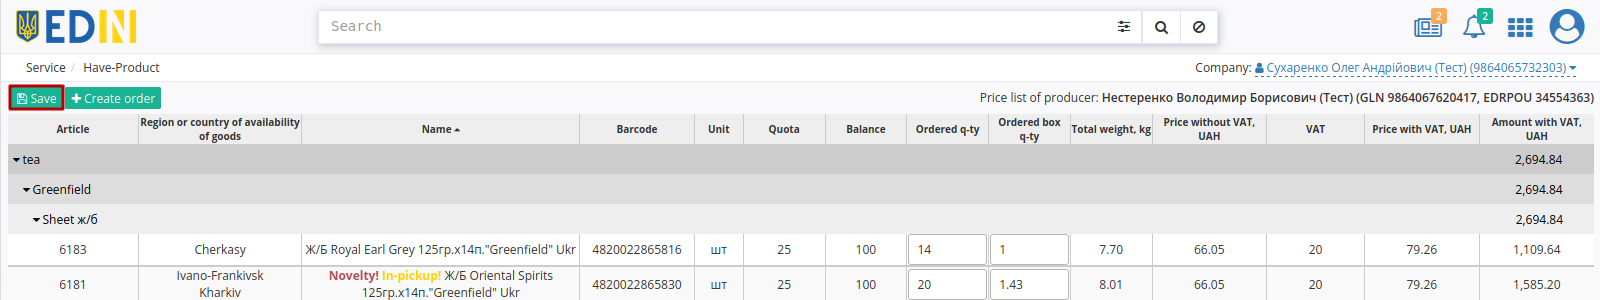 EDIN
Search
2
2
Service / Have-Product
Company: Сухаренко Олег Андрійович (Тест) (9864065732303)
Save
Create order
Price list of producer: Нестеренко Володимир Борисович (Тест) (GLN 9864067620417, EDRPOU 34554363)
Article Region or country of availability of goods Name Barcode Unit Quota Balance Ordered q-ty Ordered box q-ty Total weight, kg Price without VAT, UAH VAT Price with VAT, UAH Amount with VAT, UAH
tea 2,694.84
Greenfield 2,694.84
Sheet ж/б 2,694.84
6183 Cherkasy Ж/Б Royal Earl Grey 125гр.х14п."Greenfield" Ukr 4820022865816 шт 25 100 14 1 7.70 66.05 20 79.26 1,109.64
6181 Ivano-Frankivsk Kharkiv Novelty! In-pickup! Ж/Б Oriental Spirits 125гр.х14п."Greenfield" Ukr 4820022865830 шт 25 100 20 1.43 8.01 66.05 20 79.26 1,585.20